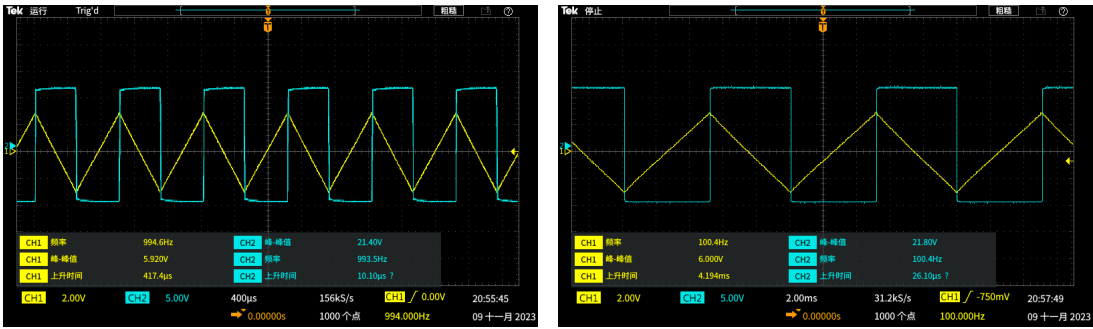 Tek 运行 Trig'd 粗糙
T
2
1
CH1 频率 994.6Hz CH2 峰-峰值 21.40V
CH1 峰-峰值 5.920V CH2 频率 993.5Hz
CH1 上升时间 417.4µs CH2 上升时间 10.10µs ?
CH1 2.00V CH2 5.00V 400µs 156kS/s CH1 0.00V 20:55:45
0.00000s 1000 个点 994.000Hz 09 十一月 2023
Tek 停止 粗糙
T
2
1
CH1 频率 100.4Hz CH2 峰-峰值 21.80V
CH1 峰-峰值 6.000V CH2 频率 100.4Hz
CH1 上升时间 4.194ms CH2 上升时间 26.10µs ?
CH1 2.00V CH2 5.00V 2.00ms 31.2kS/s CH1 -750mV 20:57:49
0.00000s 1000 个点 100.000Hz 09 十一月 2023